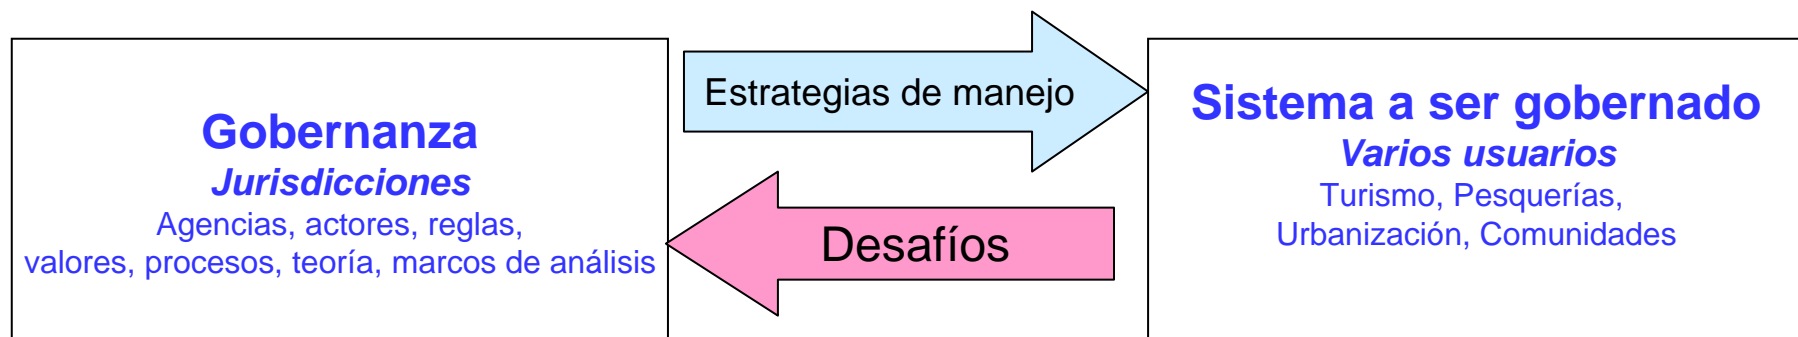 Gobernanza
Jurisdicciones
Agencias, actores, reglas,
valores, procesos, teoría, marcos de análisis
Estrategias de manejo
Desafíos
Sistema a ser gobernado
Varios usuarios
Turismo, Pesquerías,
Urbanización, Comunidades